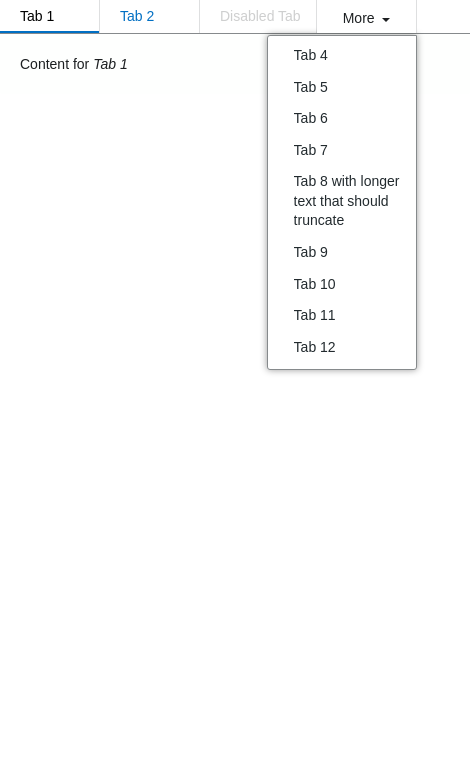 Tab 1
Tab 2
Disabled Tab
More
Content for Tab 1
Tab 4
Tab 5
Tab 6
Tab 7
Tab 8 with longer
text that should
truncate
Tab 9
Tab 10
Tab 11
Tab 12